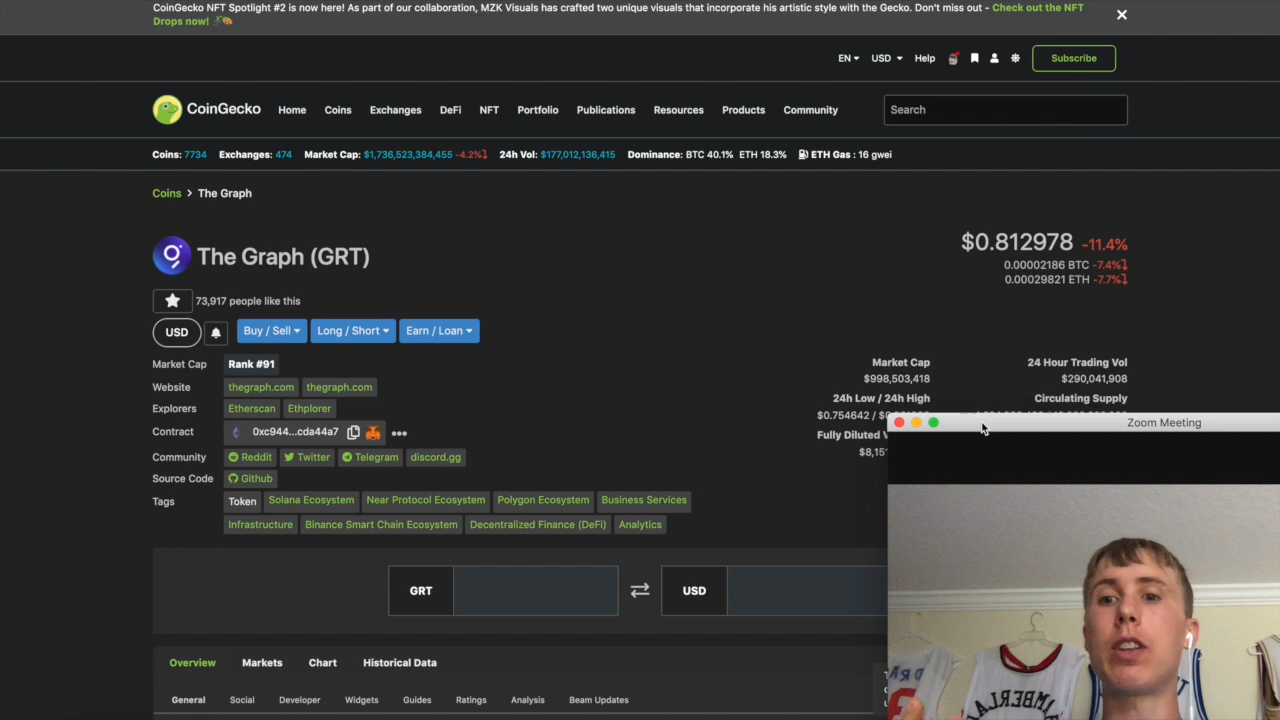 CoinGecko NFT Spotlight #2 is now here! As part of our collaboration, MZK Visuals has crafted two unique visuals that incorporate his artistic style with the Gecko. Don't miss out - Check out the NFT
Drops now!
EN USD Help Subscribe
CoinGecko Home Coins Exchanges DeFi NFT Portfolio Publications Resources Products Community Search
Coins: 7734 Exchanges: 474 Market Cap: $1,736,523,384,455 -4.2% 24h Vol: $177,012,136,415 Dominance: BTC 40.1% ETH 18.3% ETH Gas : 16 gwei
Coins > The Graph
The Graph (GRT)
$0.812978 -11.4%
0.00002186 BTC -7.4%
0.00029821 ETH -7.7%
73,917 people like this
USD Buy / Sell Long / Short Earn / Loan
Market Cap Rank #91
Website thegraph.com thegraph.com
Explorers Etherscan Ethplorer
Contract 0xc944...cda44a7 •••
Community Reddit Twitter Telegram discord.gg
Source Code Github
Tags Token Solana Ecosystem Near Protocol Ecosystem Polygon Ecosystem Business Services
Infrastructure Binance Smart Chain Ecosystem Decentralized Finance (DeFi) Analytics
Market Cap 24 Hour Trading Vol
$998,503,418 $290,041,908
24h Low / 24h High Circulating Supply
$0.754642 /
Fully Diluted
$8,15
Zoom Meeting
GRT USD
Overview Markets Chart Historical Data
General Social Developer Widgets Guides Ratings Analysis Beam Updates